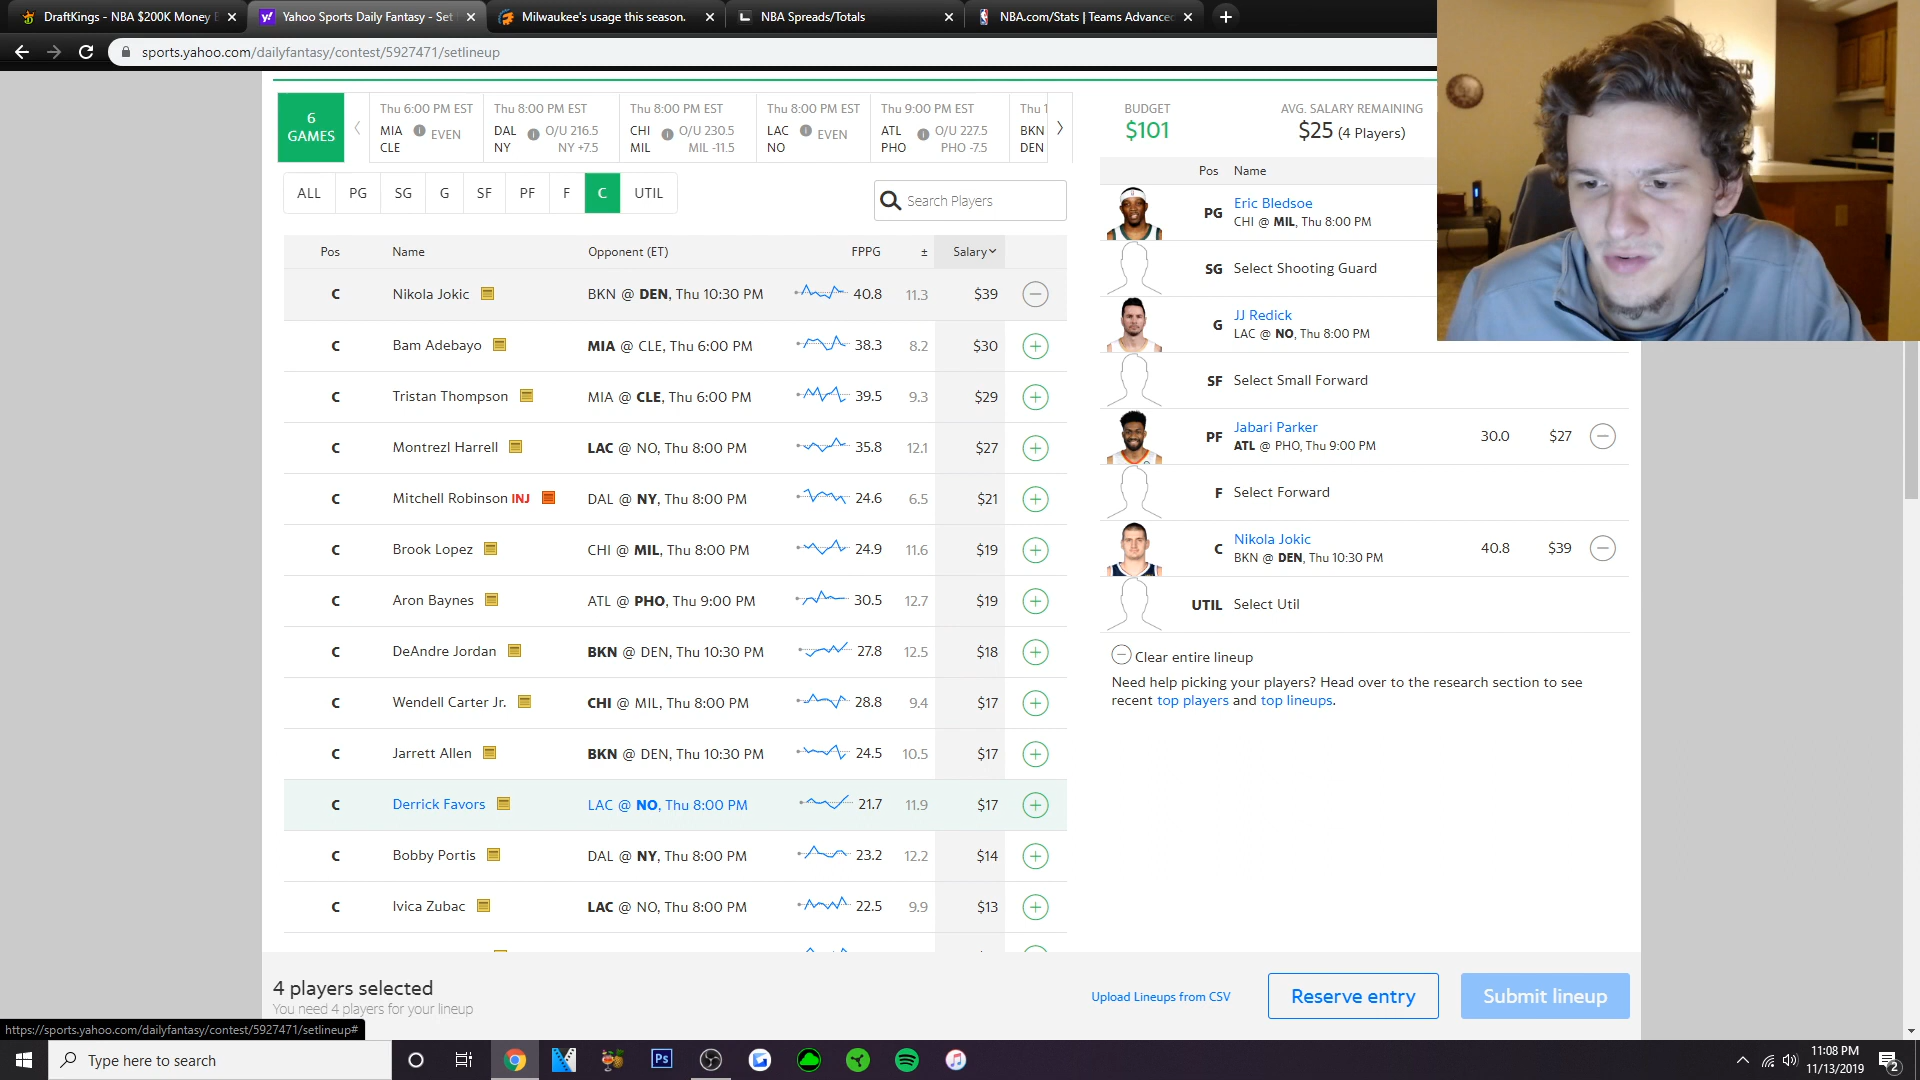 DraftKings - NBA $200K Money
Yahoo Sports Daily Fantasy - Set
Milwaukee's usage this season.
NBA Spreads/Totals
NBA.com/Stats | Teams Advanced
sports.yahoo.com/dailyfantasy/contest/5927471/setlineup
6 GAMES
Thu 6:00 PM EST
MIA EVEN
CLE
Thu 8:00 PM EST
DAL O/U 216.5
NY NY +7.5
Thu 8:00 PM EST
CHI O/U 230.5
MIL MIL -11.5
Thu 8:00 PM EST
LAC EVEN
NO
Thu 9:00 PM EST
ATL O/U 227.5
PHO PHO -7.5
Thu 1
BKN
DEN
BUDGET
$101
AVG. SALARY REMAINING
$25 (4 Players)
ALL PG SG G SF PF F C UTIL
Search Players
Pos Name Opponent (ET) FPPG ± Salary
C Nikola Jokic BKN @ DEN, Thu 10:30 PM 40.8 11.3 $39
C Bam Adebayo MIA @ CLE, Thu 6:00 PM 38.3 8.2 $30
C Tristan Thompson MIA @ CLE, Thu 6:00 PM 39.5 9.3 $29
C Montrezl Harrell LAC @ NO, Thu 8:00 PM 35.8 12.1 $27
C Mitchell Robinson INJ DAL @ NY, Thu 8:00 PM 24.6 6.5 $21
C Brook Lopez CHI @ MIL, Thu 8:00 PM 24.9 11.6 $19
C Aron Baynes ATL @ PHO, Thu 9:00 PM 30.5 12.7 $19
C DeAndre Jordan BKN @ DEN, Thu 10:30 PM 27.8 12.5 $18
C Wendell Carter Jr. CHI @ MIL, Thu 8:00 PM 28.8 9.4 $17
C Jarrett Allen BKN @ DEN, Thu 10:30 PM 24.5 10.5 $17
C Derrick Favors LAC @ NO, Thu 8:00 PM 21.7 11.9 $17
C Bobby Portis DAL @ NY, Thu 8:00 PM 23.2 12.2 $14
C Ivica Zubac LAC @ NO, Thu 8:00 PM 22.5 9.9 $13
Pos Name
PG Eric Bledsoe
CHI @ MIL, Thu 8:00 PM
SG Select Shooting Guard
G JJ Redick
LAC @ NO, Thu 8:00 PM
SF Select Small Forward
PF Jabari Parker 30.0 $27
ATL @ PHO, Thu 9:00 PM
F Select Forward
C Nikola Jokic 40.8 $39
BKN @ DEN, Thu 10:30 PM
UTIL Select Util
Clear entire lineup
Need help picking your players? Head over to the research section to see
recent top players and top lineups.
4 players selected
You need 4 players for your lineup
Upload Lineups from CSV
Reserve entry
Submit lineup
https://sports.yahoo.com/dailyfantasy/contest/5927471/setlineup#
Type here to search
Ps
11:08 PM
11/13/2019
2